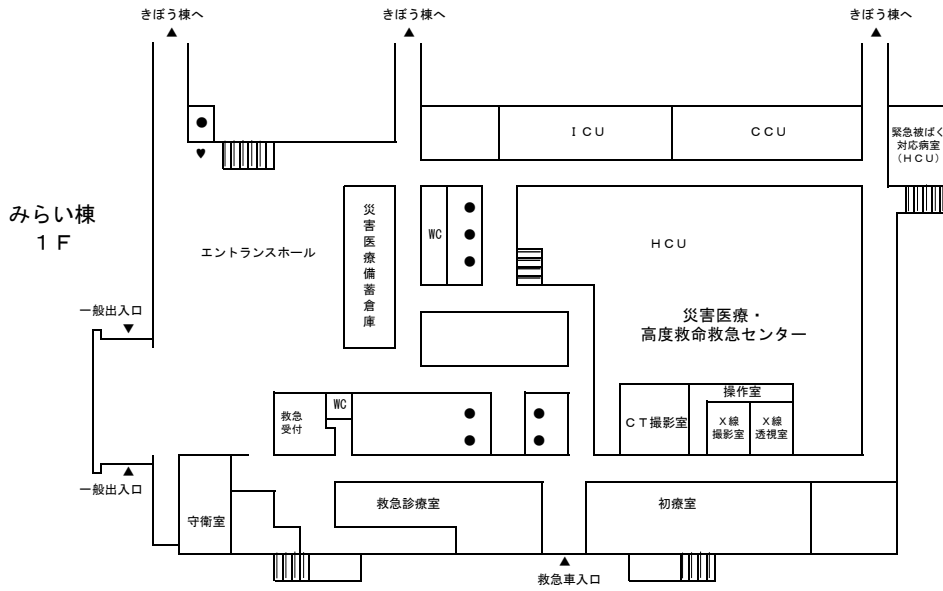 きぼう棟へ
きぼう棟へ
きぼう棟へ
ＩＣＵ
ＣＣＵ
緊急被ばく
対応病室
（ＨＣＵ）
みらい棟
１Ｆ
エントランスホール
災害医療備蓄倉庫
WC
ＨＣＵ
災害医療・
高度救命救急センター
一般出入口
操作室
救急
受付
WC
ＣＴ撮影室
Ｘ線
撮影室
Ｘ線
透視室
一般出入口
守衛室
救急診療室
初療室
救急車入口